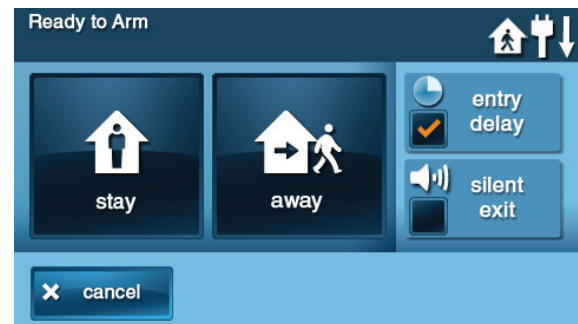 Ready to Arm
stay
away
entry
delay
silent
exit
cancel